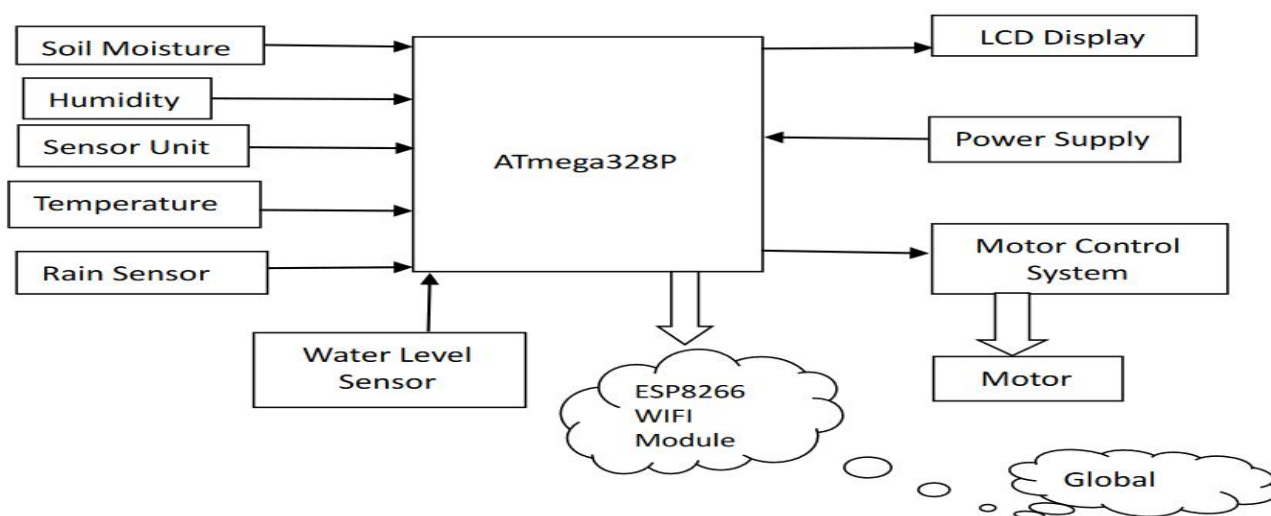 Soil Moisture
Humidity
Sensor Unit
Temperature
Rain Sensor
Water Level
Sensor
ATmega328P
LCD Display
Power Supply
Motor Control
System
Motor
ESP8266
WIFI
Module
Global